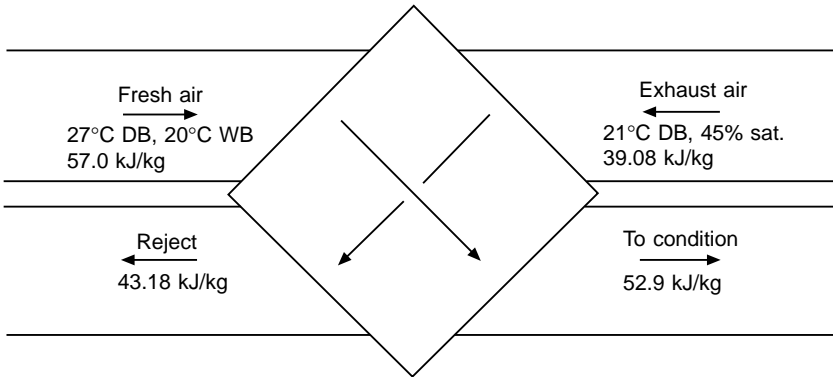 Fresh air
27°C DB, 20°C WB
57.0 kJ/kg
Exhaust air
21°C DB, 45% sat.
39.08 kJ/kg
Reject
43.18 kJ/kg
To condition
52.9 kJ/kg